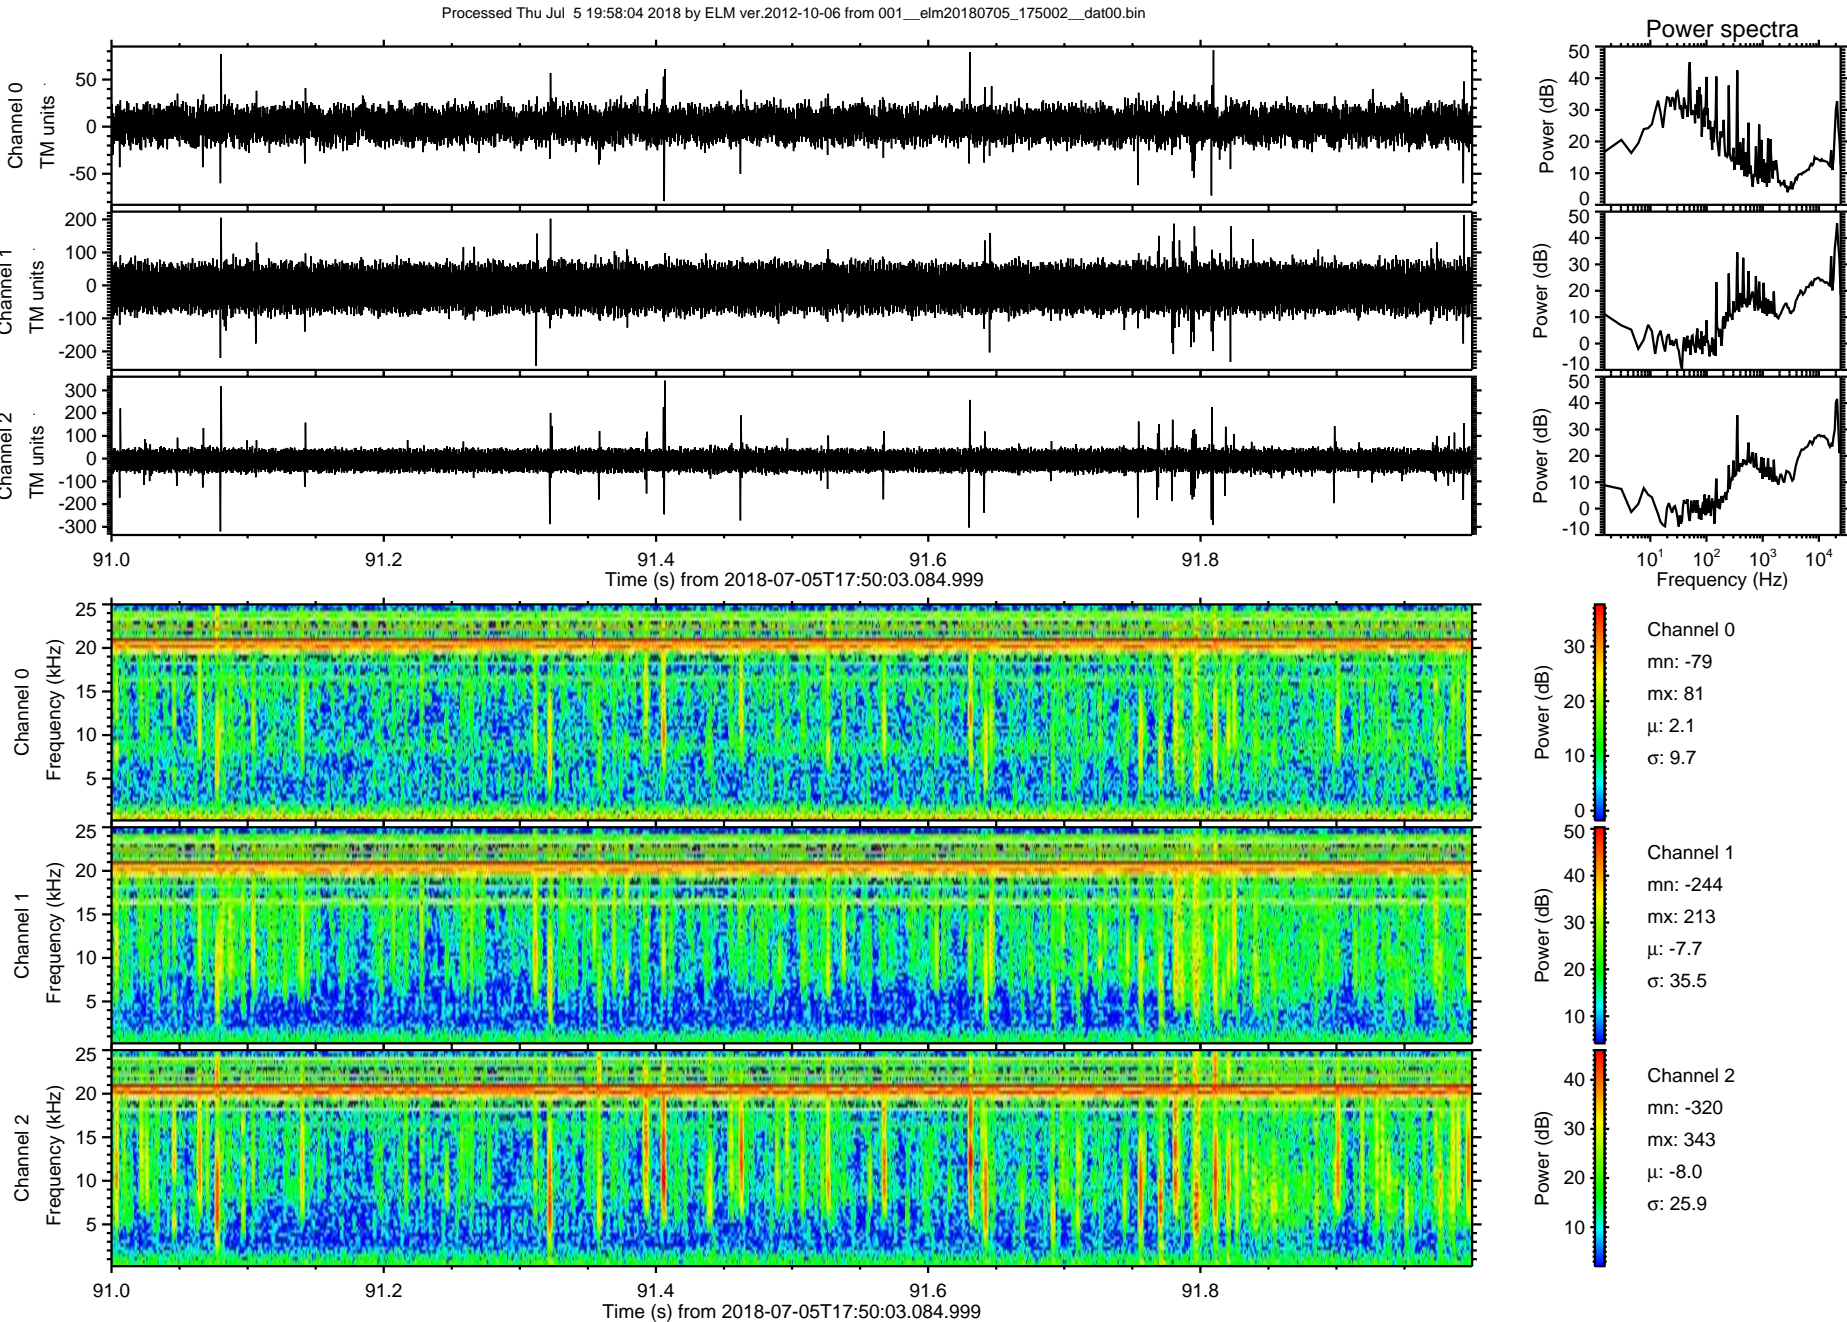 Processed Thu Jul  5 19:58:04 2018 by ELM ver.2012-10-06 from 001__elm20180705_175002__dat00.bin
Power spectra
Channel 0
TM units
50
0
-50
Power (dB)
50
40
30
20
10
0
Channel 1
TM units
200
100
0
-100
-200
Power (dB)
50
40
30
20
10
0
-10
Channel 2
TM units
300
200
100
0
-100
-200
-300
Power (dB)
50
40
30
20
10
0
-10
91.0 91.2 91.4 91.6 91.8
Time (s) from 2018-07-05T17:50:03.084.999
10^1 10^2 10^3 10^4
Frequency (Hz)
Channel 0
Frequency (kHz)
25
20
15
10
5
Power (dB)
30
20
10
0
Channel 0
mn: -79
mx: 81
μ: 2.1
σ: 9.7
Channel 1
Frequency (kHz)
25
20
15
10
5
Power (dB)
50
40
30
20
10
Channel 1
mn: -244
mx: 213
μ: -7.7
σ: 35.5
Channel 2
Frequency (kHz)
25
20
15
10
5
Power (dB)
40
30
20
10
Channel 2
mn: -320
mx: 343
μ: -8.0
σ: 25.9
91.0 91.2 91.4 91.6 91.8
Time (s) from 2018-07-05T17:50:03.084.999